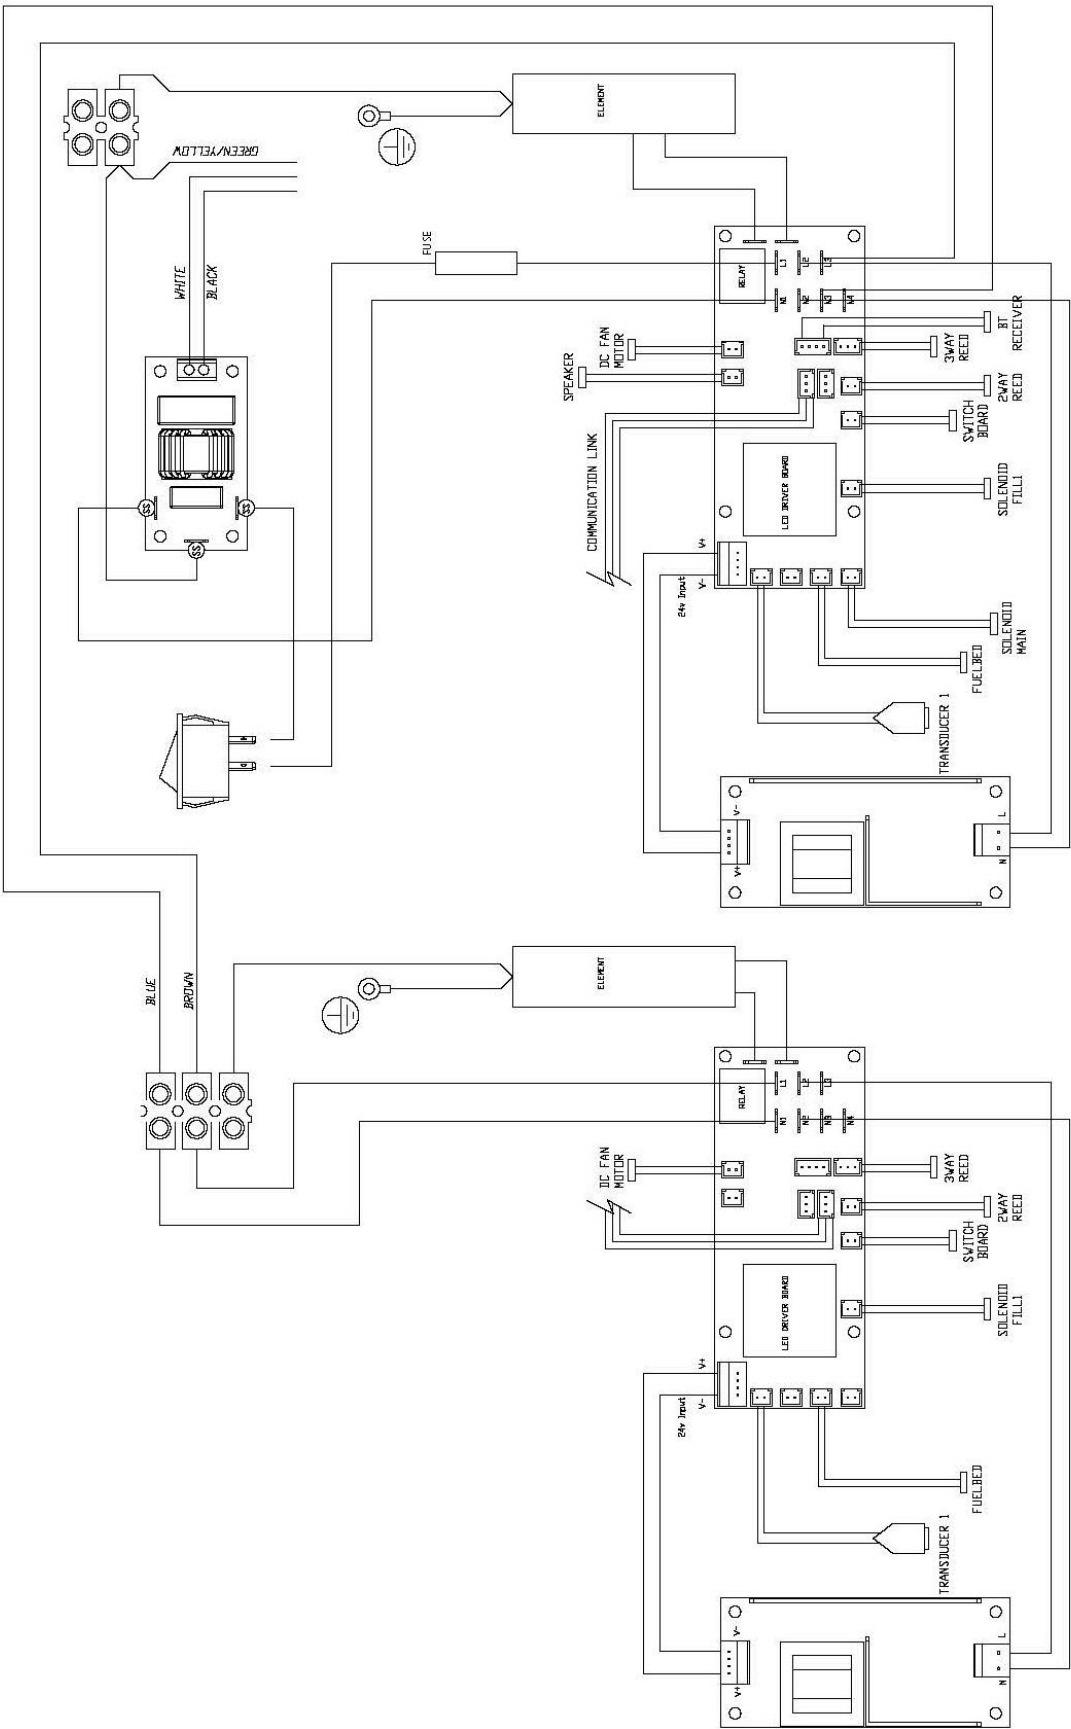 GREEN/YELLOW
WHITE
BLACK
ELEMENT
FUSE
RELAY
L1
L2
L3
N1
N2
N3
N4
BT
RECEIVER
3WAY
REED
2WAY
REED
SWITCH
BOARD
DC FAN
MOTOR
SPEAKER
COMMUNICATION LINK
LED DRIVER BOARD
SOLENOID
FILL1
SS
SS
SS
V+
V-
24v Input
SOLENOID
MAIN
FUELBED
TRANSDUCER 1
V-
V+
L
N
BLUE
BROWN
ELEMENT
RELAY
L1
L2
L3
N1
N2
N3
N4
DC FAN
MOTOR
3WAY
REED
2WAY
REED
SWITCH
BOARD
LED DRIVER BOARD
SOLENOID
FILL1
V+
V-
24v Input
FUELBED
TRANSDUCER 1
V-
V+
L
N